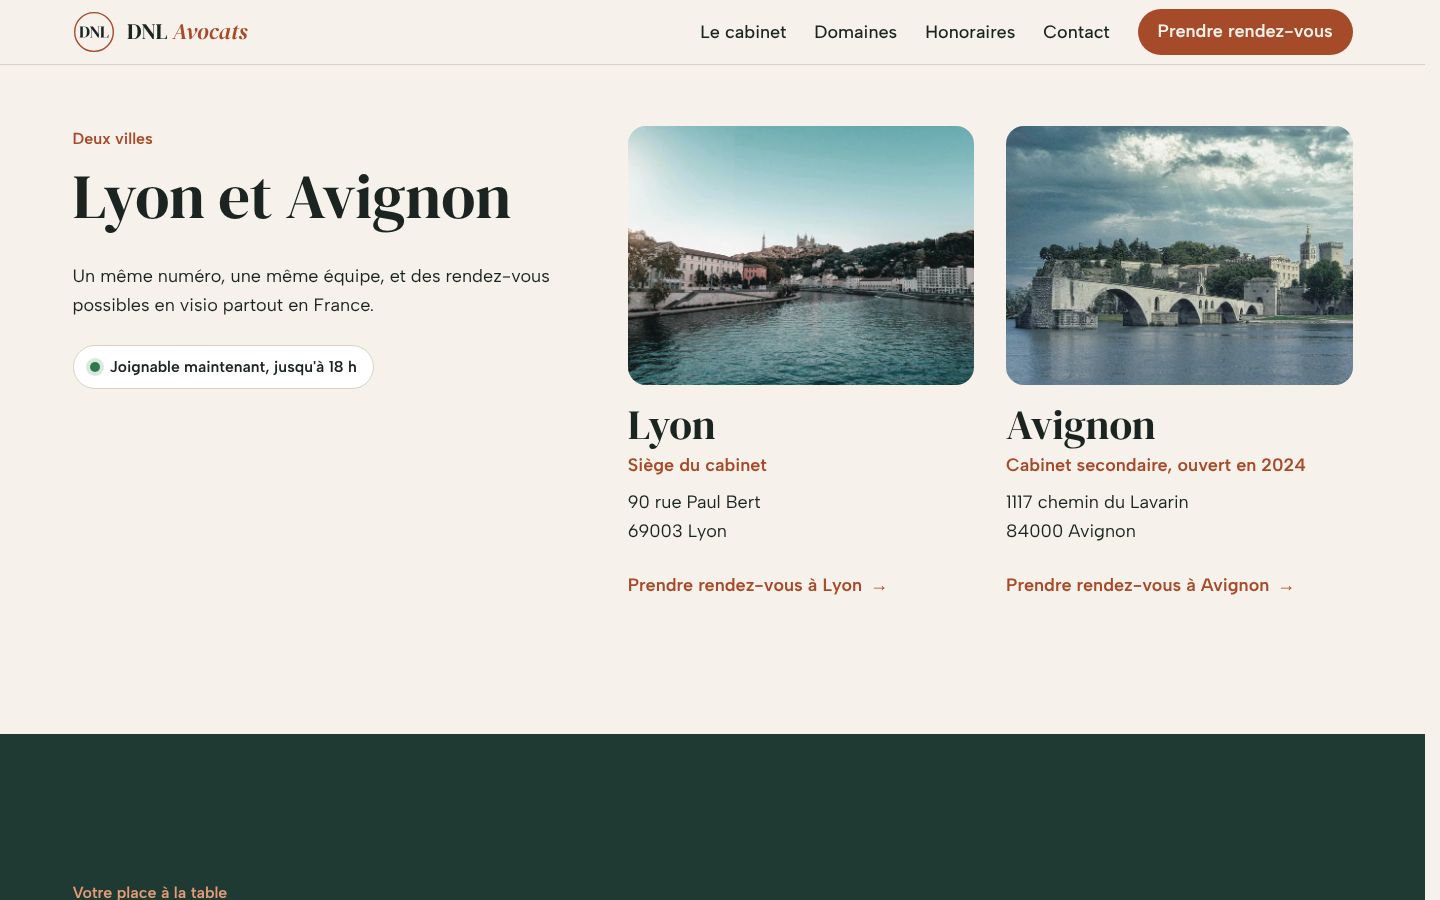 DNL
DNL Avocats
Le cabinet
Domaines
Honoraires
Contact
Prendre rendez-vous
Deux villes
Lyon et Avignon
Un même numéro, une même équipe, et des rendez-vous
possibles en visio partout en France.
Joignable maintenant, jusqu'à 18 h
Lyon
Siège du cabinet
90 rue Paul Bert
69003 Lyon
Prendre rendez-vous à Lyon →
Avignon
Cabinet secondaire, ouvert en 2024
1117 chemin du Lavarin
84000 Avignon
Prendre rendez-vous à Avignon →
Votre place à la table